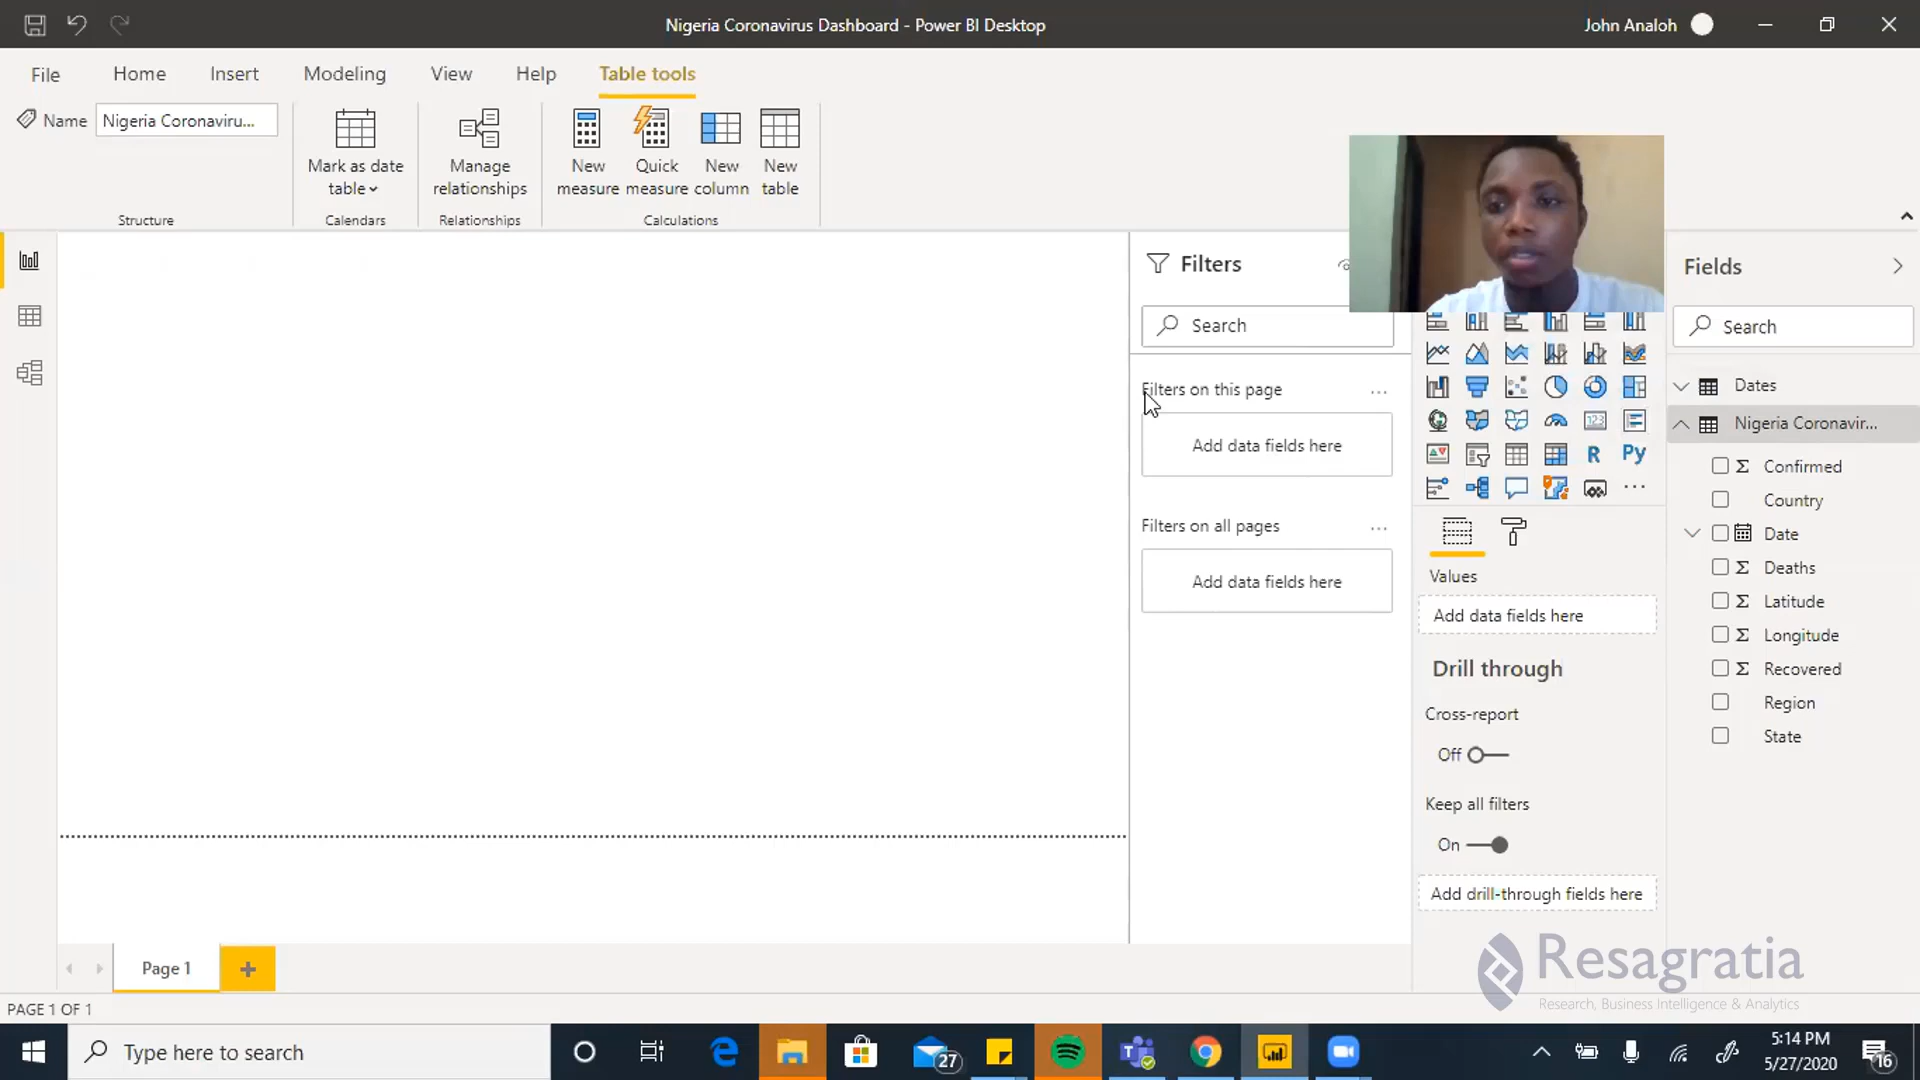 Nigeria Coronavirus Dashboard - Power BI Desktop
John Analoh
File Home Insert Modeling View Help Table tools
Name Nigeria Coronaviru...
Mark as date table
Manage relationships
New measure
Quick measure
New column
New table
Structure
Calendars
Relationships
Calculations
Filters
Search
Filters on this page ...
Add data fields here
Filters on all pages ...
Add data fields here
R
Py
...
Values
Add data fields here
Drill through
Cross-report
Off
Keep all filters
On
Add drill-through fields here
Fields
Search
Dates
Nigeria Coronavir...
Σ Confirmed
Country
Date
Σ Deaths
Σ Latitude
Σ Longitude
Σ Recovered
Region
State
Page 1
PAGE 1 OF 1
Resagratia
Research, Business Intelligence & Analytics
Type here to search
27
5:14 PM
5/27/2020
16